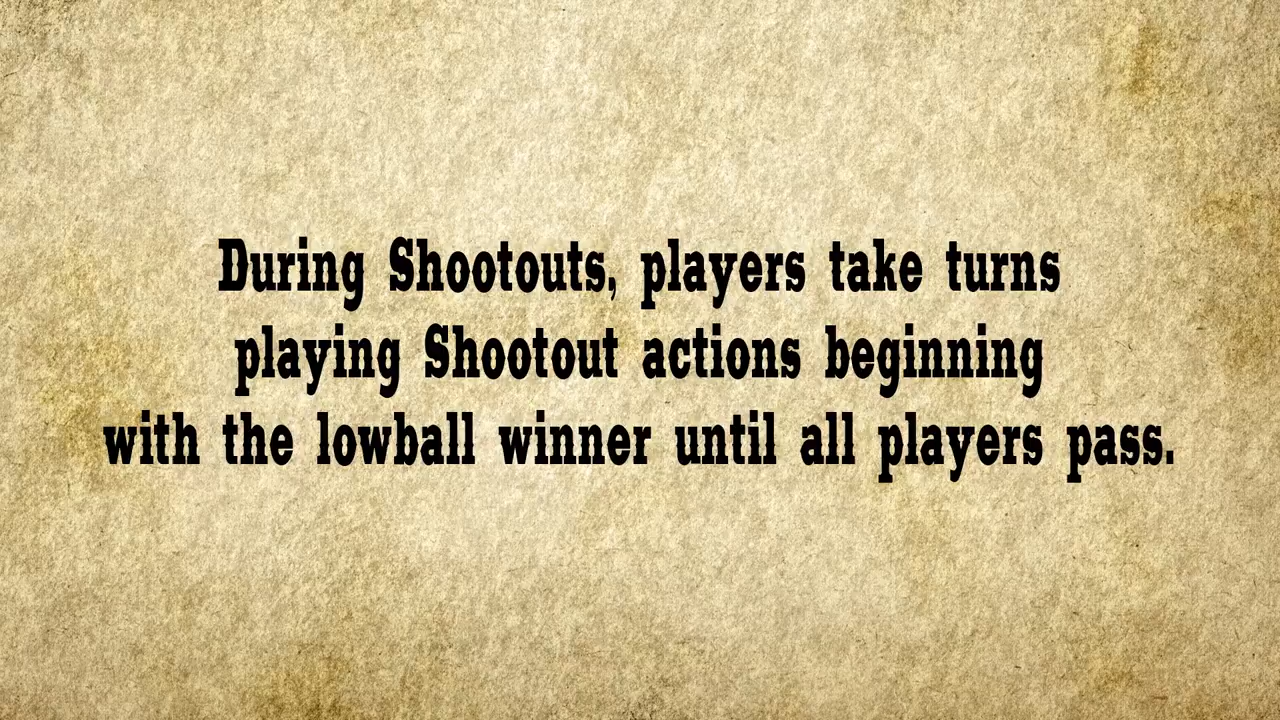 During Shootouts, players take turns
playing Shootout actions beginning
with the lowball winner until all players pass.